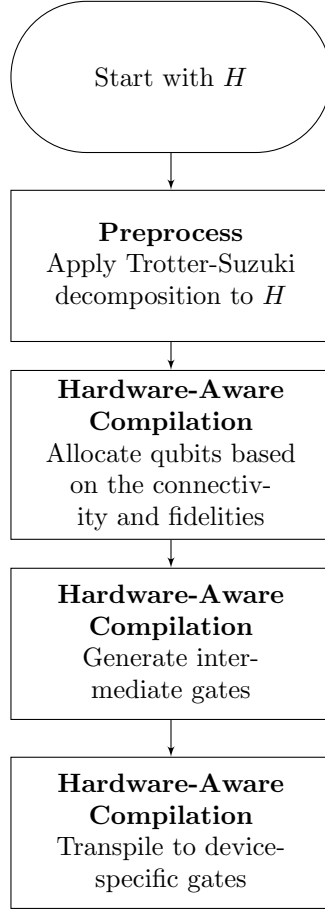 Start with H
Preprocess
Apply Trotter-Suzuki
decomposition to H
Hardware-Aware
Compilation
Allocate qubits based
on the connectiv-
ity and fidelities
Hardware-Aware
Compilation
Generate inter-
mediate gates
Hardware-Aware
Compilation
Transpile to device-
specific gates